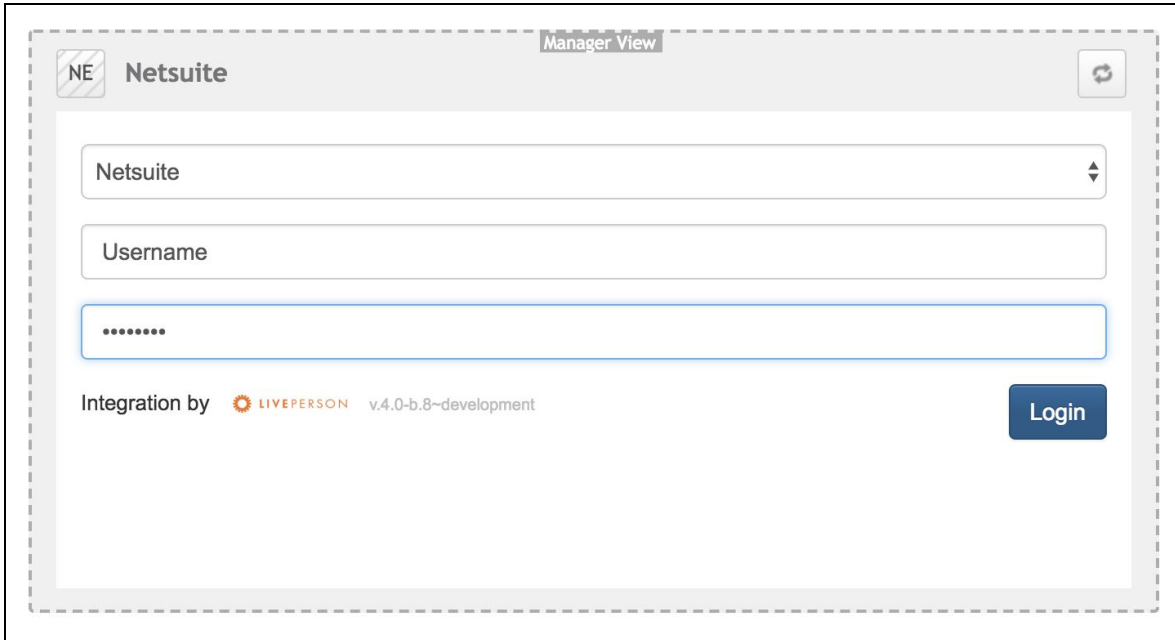 Manager View
NE Netsuite
Netsuite
Username
••••••••
Integration by LIVEPERSON v.4.0-b.8~development
Login